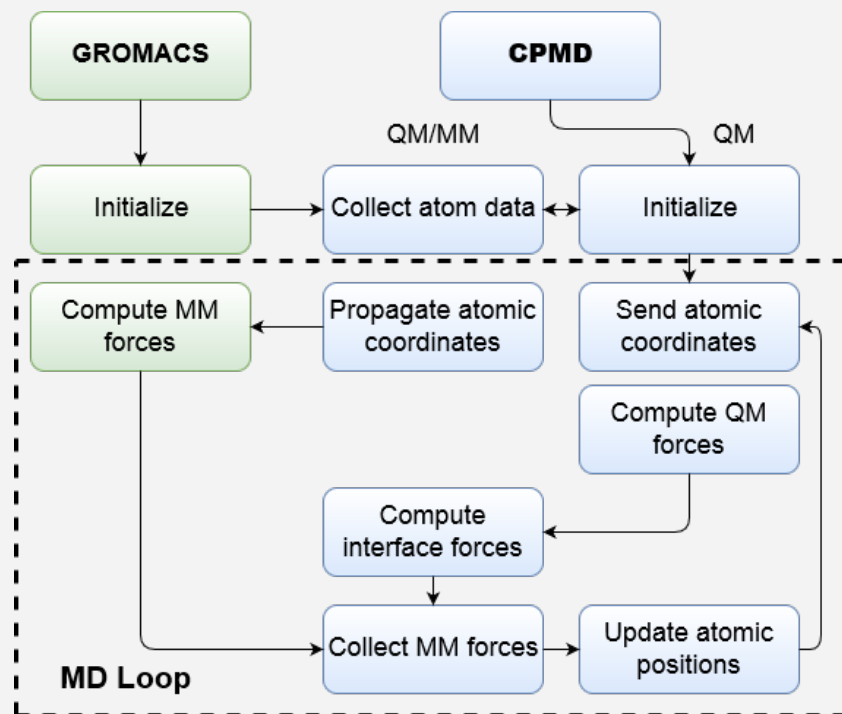 GROMACS
CPMD
QM/MM
QM
Initialize
Collect atom data
Initialize
Compute MM
forces
Propagate atomic
coordinates
Send atomic
coordinates
Compute QM
forces
Compute
interface forces
Collect MM forces
Update atomic
positions
MD Loop